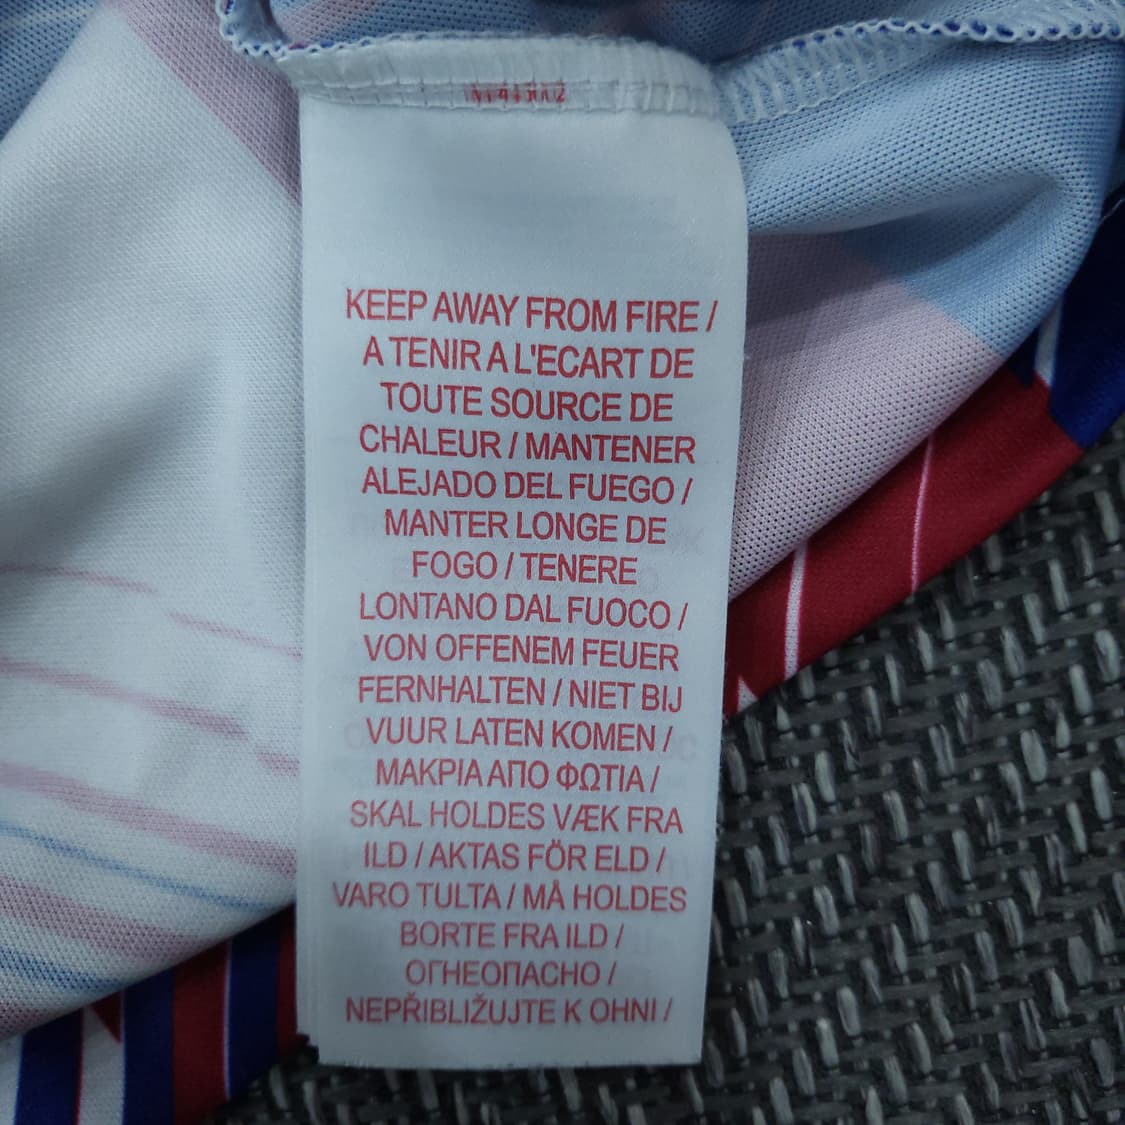 KEEP AWAY FROM FIRE /
A TENIR A L'ECART DE
TOUTE SOURCE DE
CHALEUR / MANTENER
ALEJADO DEL FUEGO /
MANTER LONGE DE
FOGO / TENERE
LONTANO DAL FUOCO /
VON OFFENEM FEUER
FERNHALTEN / NIET BIJ
VUUR LATEN KOMEN /
ΜΑΚΡΙΑ ΑΠΟ ΦΩΤΙΑ /
SKAL HOLDES VÆK FRA
ILD / AKTAS FÖR ELD /
VARO TULTA / MÅ HOLDES
BORTE FRA ILD /
ОГНЕОПАСНО /
NEPŘIBLIŽUJTE K OHNI /